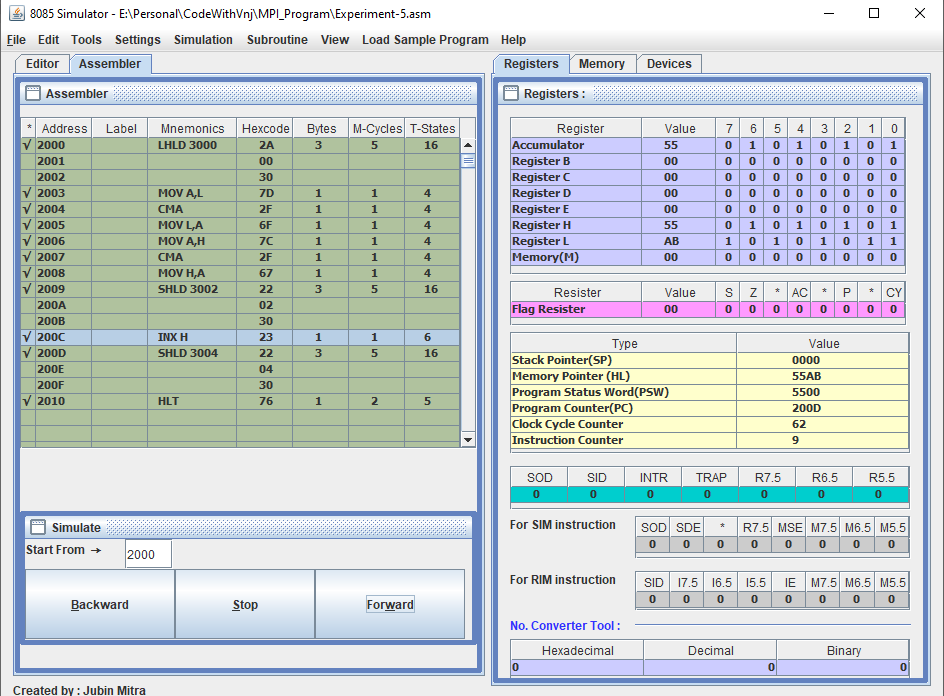 8085 Simulator - E:\Personal\CodeWithVnj\MPI_Program\Experiment-5.asm
File Edit Tools Settings Simulation Subroutine View Load Sample Program Help
Editor Assembler
Assembler
* Address Label Mnemonics Hexcode Bytes M-Cycles T-States
√ 2000 LHLD 3000 2A 3 5 16
2001 00
2002 30
√ 2003 MOV A,L 7D 1 1 4
√ 2004 CMA 2F 1 1 4
√ 2005 MOV L,A 6F 1 1 4
√ 2006 MOV A,H 7C 1 1 4
√ 2007 CMA 2F 1 1 4
√ 2008 MOV H,A 67 1 1 4
√ 2009 SHLD 3002 22 3 5 16
200A 02
200B 30
√ 200C INX H 23 1 1 6
√ 200D SHLD 3004 22 3 5 16
200E 04
200F 30
√ 2010 HLT 76 1 2 5
Simulate
Start From → 2000
Backward Stop Forward
Created by : Jubin Mitra
Registers Memory Devices
Registers :
Register Value 7 6 5 4 3 2 1 0
Accumulator 55 0 1 0 1 0 1 0 1
Register B 00 0 0 0 0 0 0 0 0
Register C 00 0 0 0 0 0 0 0 0
Register D 00 0 0 0 0 0 0 0 0
Register E 00 0 0 0 0 0 0 0 0
Register H 55 0 1 0 1 0 1 0 1
Register L AB 1 0 1 0 1 0 1 1
Memory(M) 00 0 0 0 0 0 0 0 0
Resister Value S Z * AC * P * CY
Flag Resister 00 0 0 0 0 0 0 0 0
Type Value
Stack Pointer(SP) 0000
Memory Pointer (HL) 55AB
Program Status Word(PSW) 5500
Program Counter(PC) 200D
Clock Cycle Counter 62
Instruction Counter 9
SOD SID INTR TRAP R7.5 R6.5 R5.5
0 0 0 0 0 0 0
For SIM instruction SOD SDE * R7.5 MSE M7.5 M6.5 M5.5
0 0 0 0 0 0 0 0
For RIM instruction SID I7.5 I6.5 I5.5 IE M7.5 M6.5 M5.5
0 0 0 0 0 0 0 0
No. Converter Tool :
Hexadecimal Decimal Binary
0 0 0